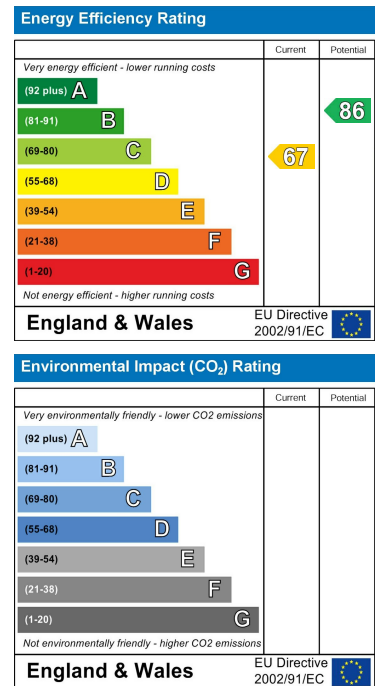 Energy Efficiency Rating
Current Potential
Very energy efficient - lower running costs
(92 plus) A
(81-91) B
86
(69-80) C
67
(55-68) D
(39-54) E
(21-38) F
(1-20) G
Not energy efficient - higher running costs
England & Wales
EU Directive
2002/91/EC
Environmental Impact (CO₂) Rating
Current Potential
Very environmentally friendly - lower CO2 emissions
(92 plus) A
(81-91) B
(69-80) C
(55-68) D
(39-54) E
(21-38) F
(1-20) G
Not environmentally friendly - higher CO2 emissions
England & Wales
EU Directive
2002/91/EC